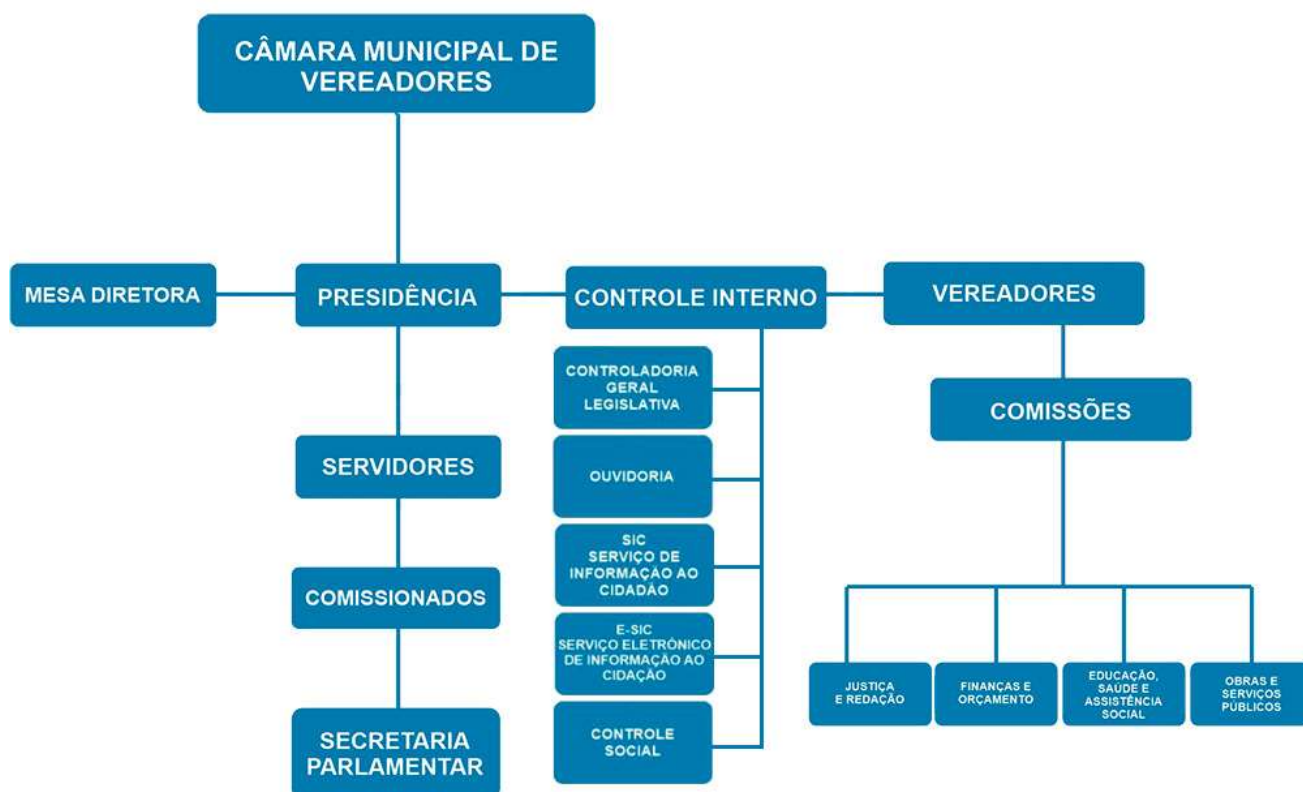 CÂMARA MUNICIPAL DE
VEREADORES
MESA DIRETORA
PRESIDÊNCIA
CONTROLE INTERNO
VEREADORES
CONTROLADORIA
GERAL
LEGISLATIVA
COMISSÕES
SERVIDORES
OUVIDORIA
SIC
SERVIÇO DE
INFORMAÇÃO AO
CIDADÃO
COMISSIONADOS
E-SIC
SERVIÇO ELETRÔNICO
DE INFORMAÇÃO AO
CIDAÇÃO
JUSTIÇA
E REDAÇÃO
FINANÇAS E
ORÇAMENTO
EDUCAÇÃO,
SAÚDE E
ASSISTÊNCIA
SOCIAL
OBRAS E
SERVIÇOS
PÚBLICOS
SECRETARIA
PARLAMENTAR
CONTROLE
SOCIAL